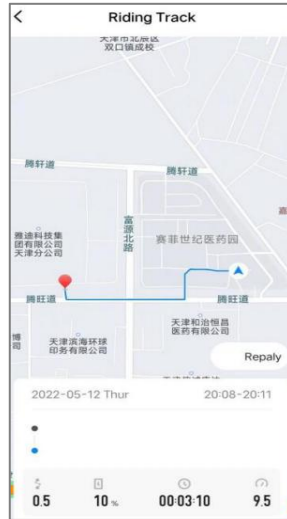 Riding Track
天津市北辰区
双口镇成校
腾轩道
腾轩道
富源北路
雅迪科技集
团有限公司
天津分公司
赛菲世纪医药园
腾旺道
腾旺道
天津滨海环球
印务有限公司
天津和治恒昌
医药有限公司
Repaly
2022-05-12 Thur
20:08-20:11
0.5
10 %
00:03:10
9.5